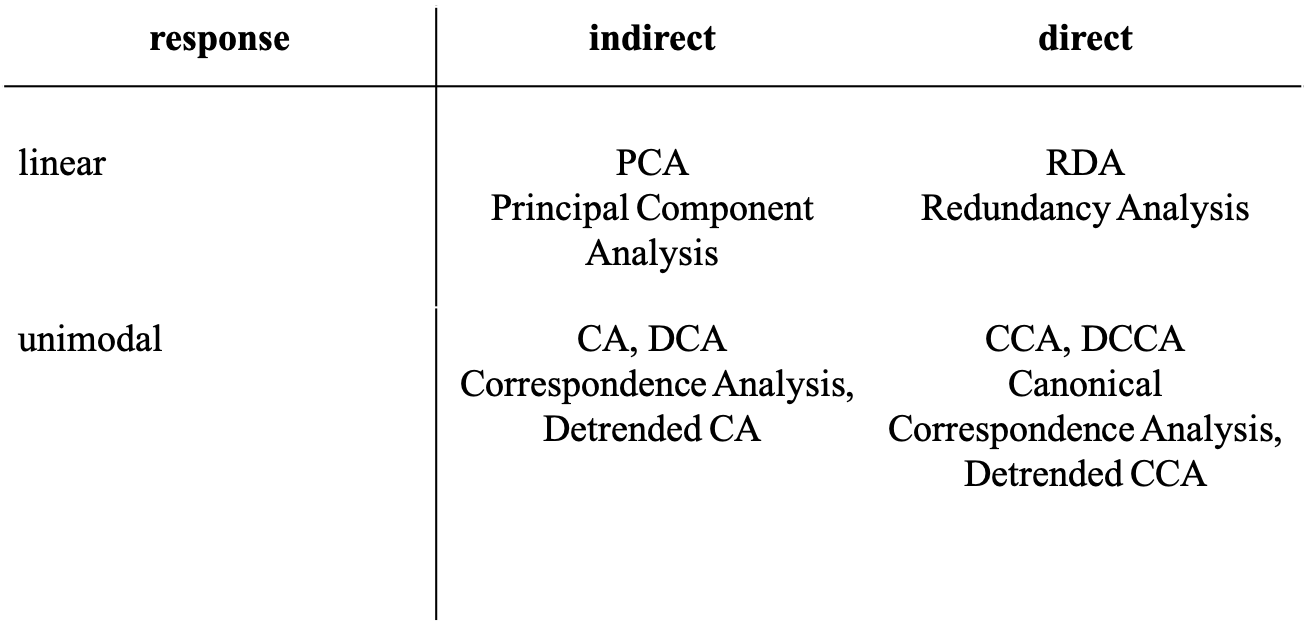 response indirect direct
linear PCA RDA
Principal Component Redundancy Analysis
Analysis
unimodal CA, DCA CCA, DCCA
Correspondence Analysis, Canonical
Detrended CA Correspondence Analysis,
Detrended CCA